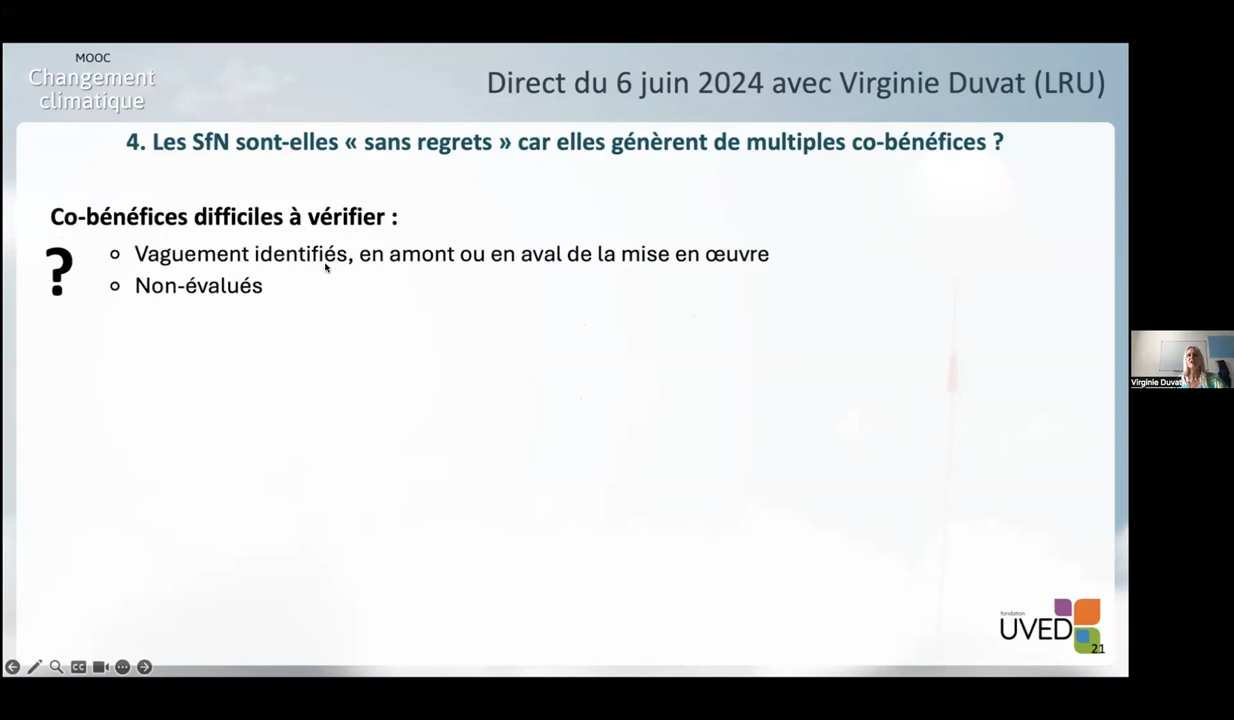 MOOC
Changement
climatique
Direct du 6 juin 2024 avec Virginie Duvat (LRU)
4. Les SfN sont-elles « sans regrets » car elles génèrent de multiples co-bénéfices ?
Co-bénéfices difficiles à vérifier :
?
o Vaguement identifiés, en amont ou en aval de la mise en œuvre
o Non-évalués
Virginie Duvat
fondation
UVED
21
CC